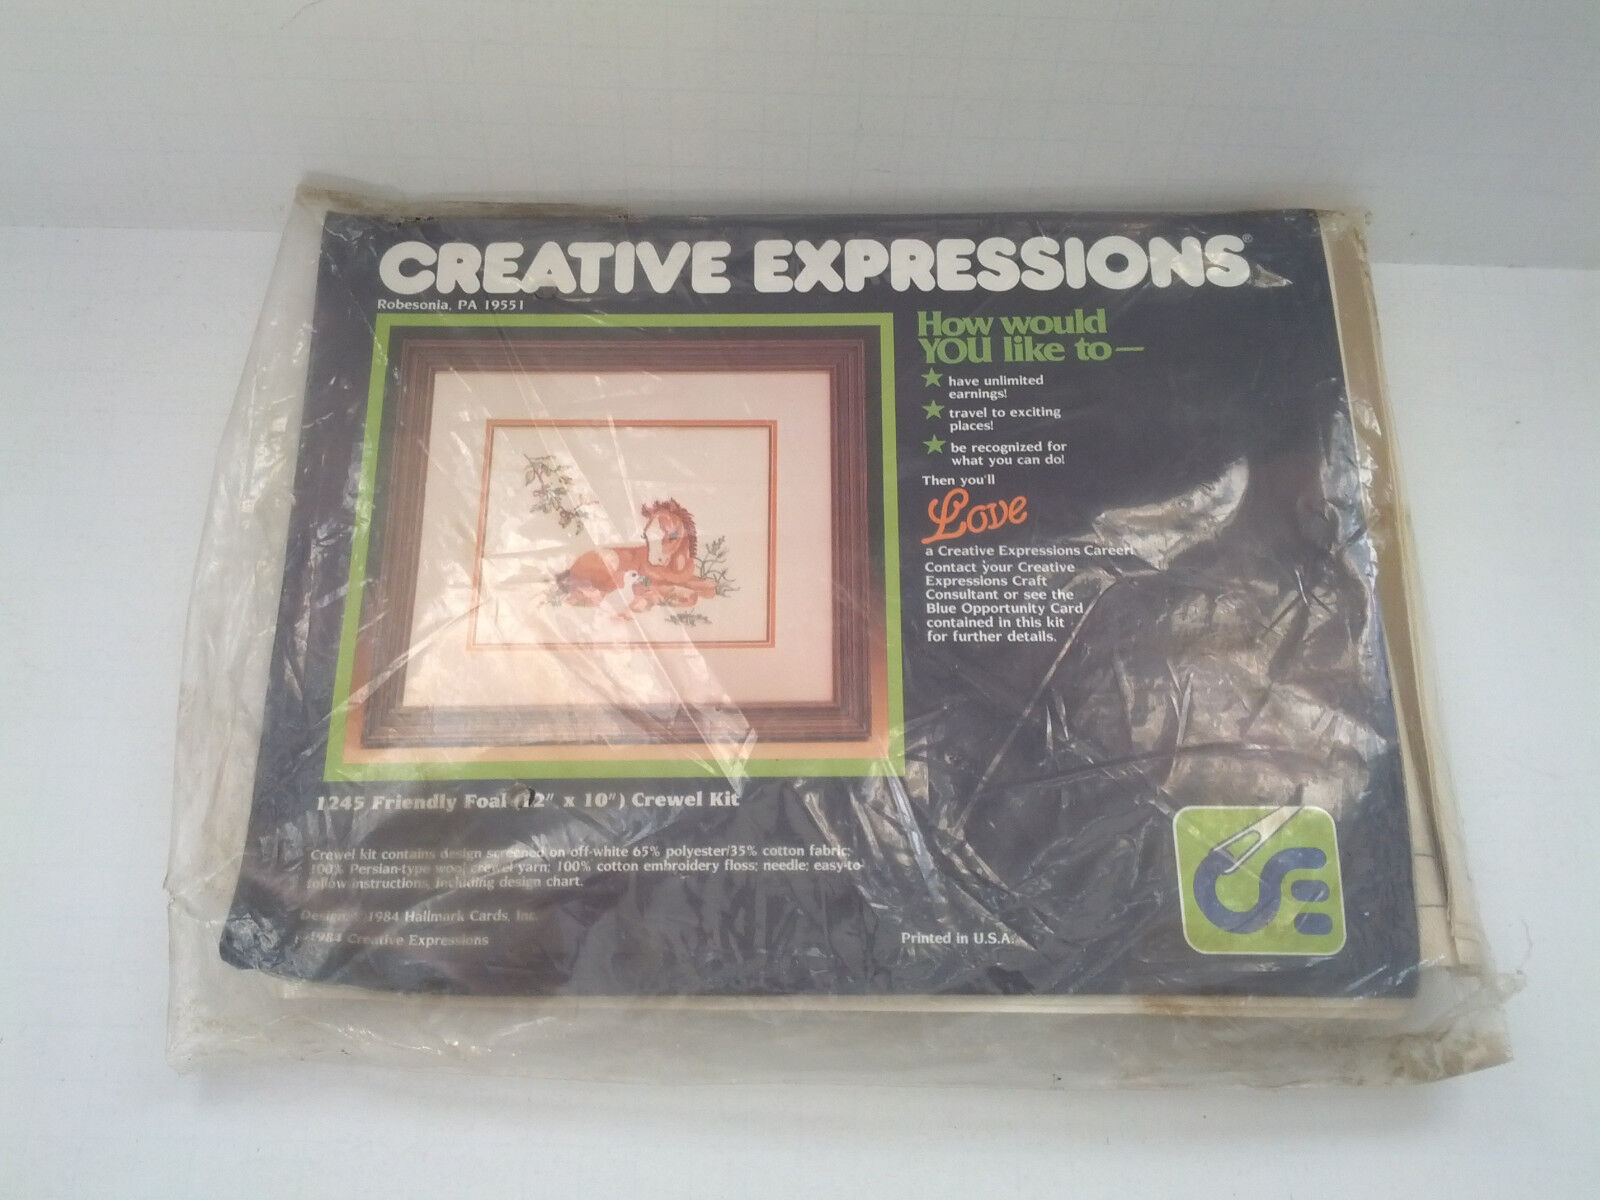 CREATIVE EXPRESSIONS®
Robesonia, PA 19551
How would
YOU like to—
have unlimited
earnings!
travel to exciting
places!
be recognized for
what you can do!
Then you'll
Love
a Creative Expressions Career!
Contact your Creative
Expressions Craft
Consultant or see the
Blue Opportunity Card
contained in this kit
for further details.
1245 Friendly Foal (12" x 10") Crewel Kit
Crewel kit contains design screened on off-white 65% polyester/35% cotton fabric;
100% Persian-type wool crewel yarn; 100% cotton embroidery floss; needle; easy-to-
follow instructions, including design chart.
Design © 1984 Hallmark Cards, Inc.
© 1984 Creative Expressions
Printed in U.S.A.
CE